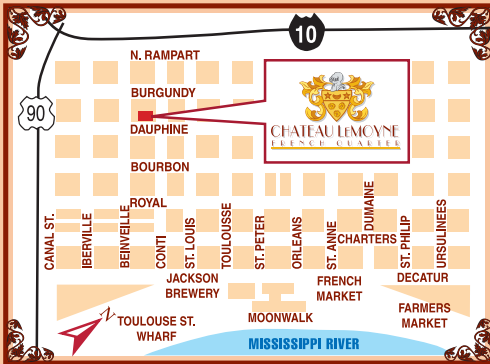 10
N. RAMPART
90
BURGUNDY
CHATEAU LEMOYNE
FRENCH QUARTER
DAUPHINE
BOURBON
ROYAL
CANAL ST.
IBERVILLE
BEINVEILLE
CONTI
ST. LOUIS
TOULOUSSE
ST. PETER
ORLEANS
ST. ANNE
DUMAINE
CHARTERS
ST. PHILIP
URSULINEES
JACKSON
BREWERY
FRENCH
MARKET
DECATUR
N
TOULOUSE ST.
WHARF
MOONWALK
FARMERS
MARKET
MISSISSIPPI RIVER